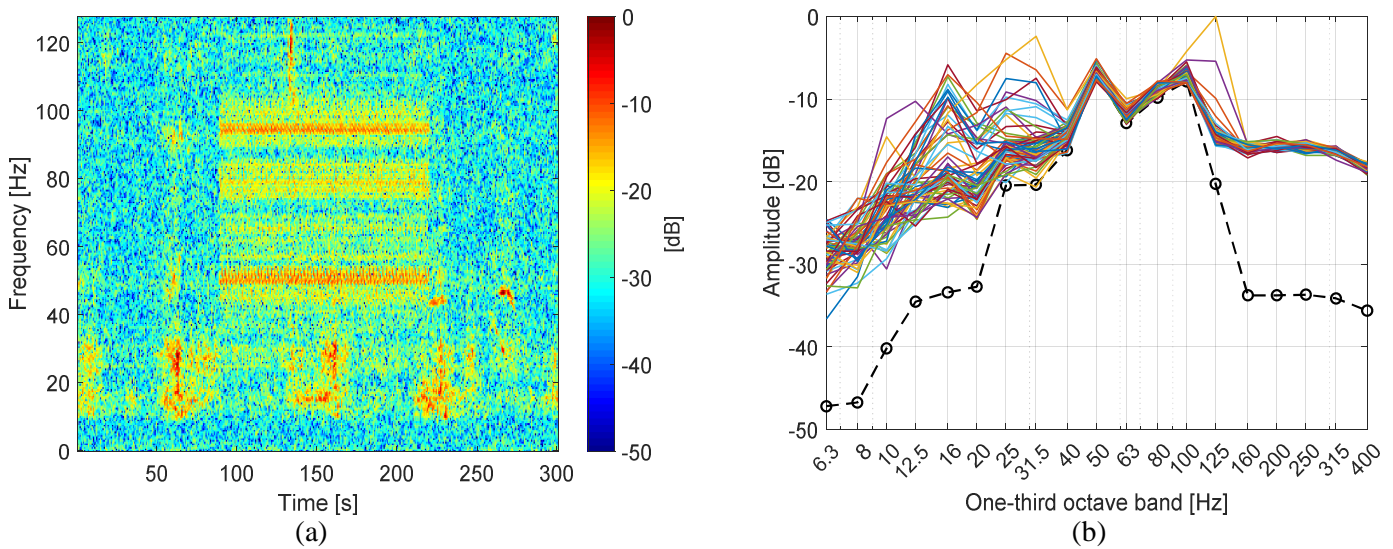 120
100
80
60
40
20
0
Frequency [Hz]
50 100 150 200 250 300
Time [s]
0
-10
-20
-30
-40
-50
[dB]
(a)
0
-10
-20
-30
-40
-50
Amplitude [dB]
6.3 8 10 12.5 16 20 25 31.5 40 50 63 80 100 125 160 200 250 315 400
One-third octave band [Hz]
(b)